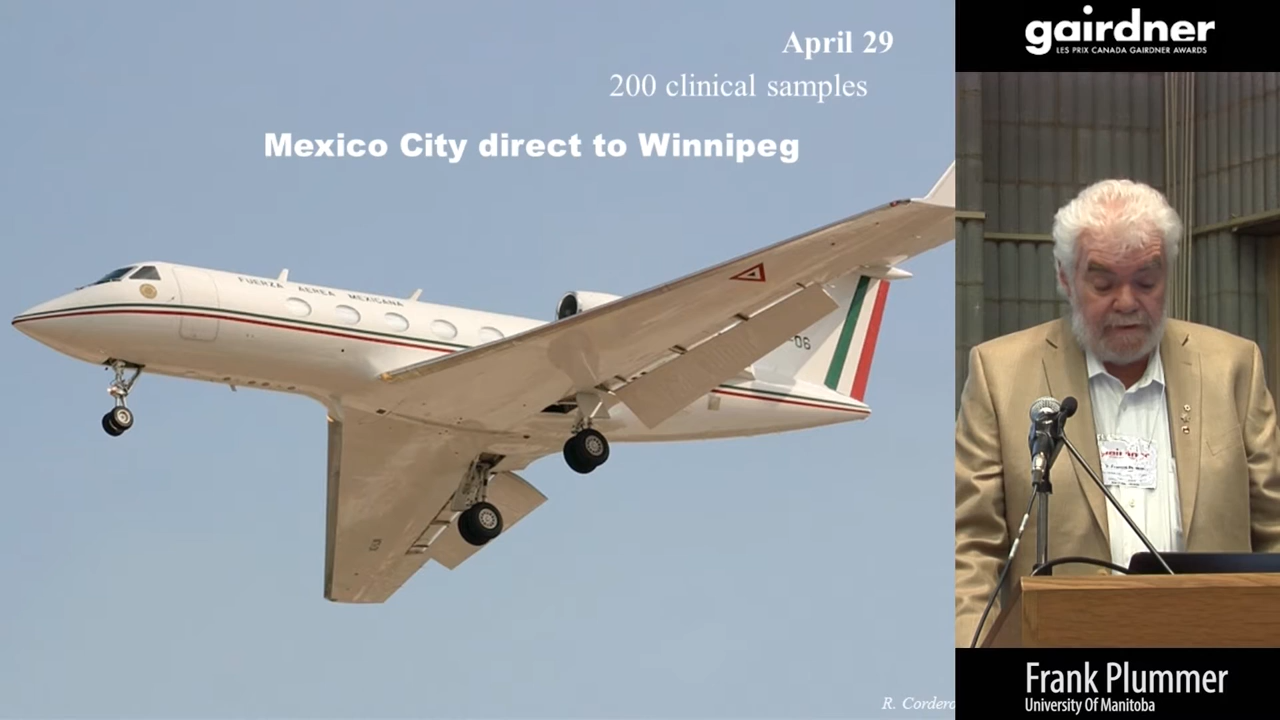 April 29
200 clinical samples
Mexico City direct to Winnipeg
FUERZA AEREA MEXICANA
-06
R. Cordero
gairdner
LES PRIX CANADA GAIRDNER AWARDS
gairdner
Frank Plummer
University Of Manitoba